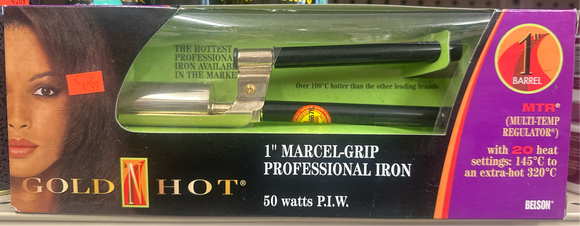 THE HOTTEST
PROFESSIONAL
IRON AVAILABLE
IN THE MARKET
Over 100°C hotter than the other leading brands
1" MARCEL-GRIP
PROFESSIONAL IRON
50 watts P.I.W.
GOLD N HOT®
1"
BARREL
MTR®
(MULTI-TEMP
REGULATOR®)
with 20 heat
settings: 145°C to
an extra-hot 320°C
BELSON®